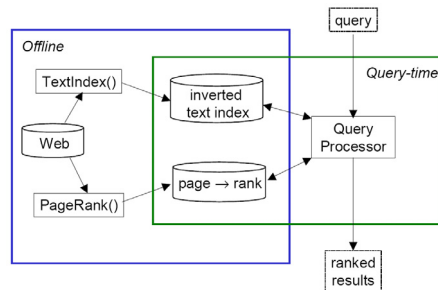 query
Offline
Query-time
TextIndex()
inverted
text index
Web
Query
Processor
page → rank
PageRank()
ranked
results